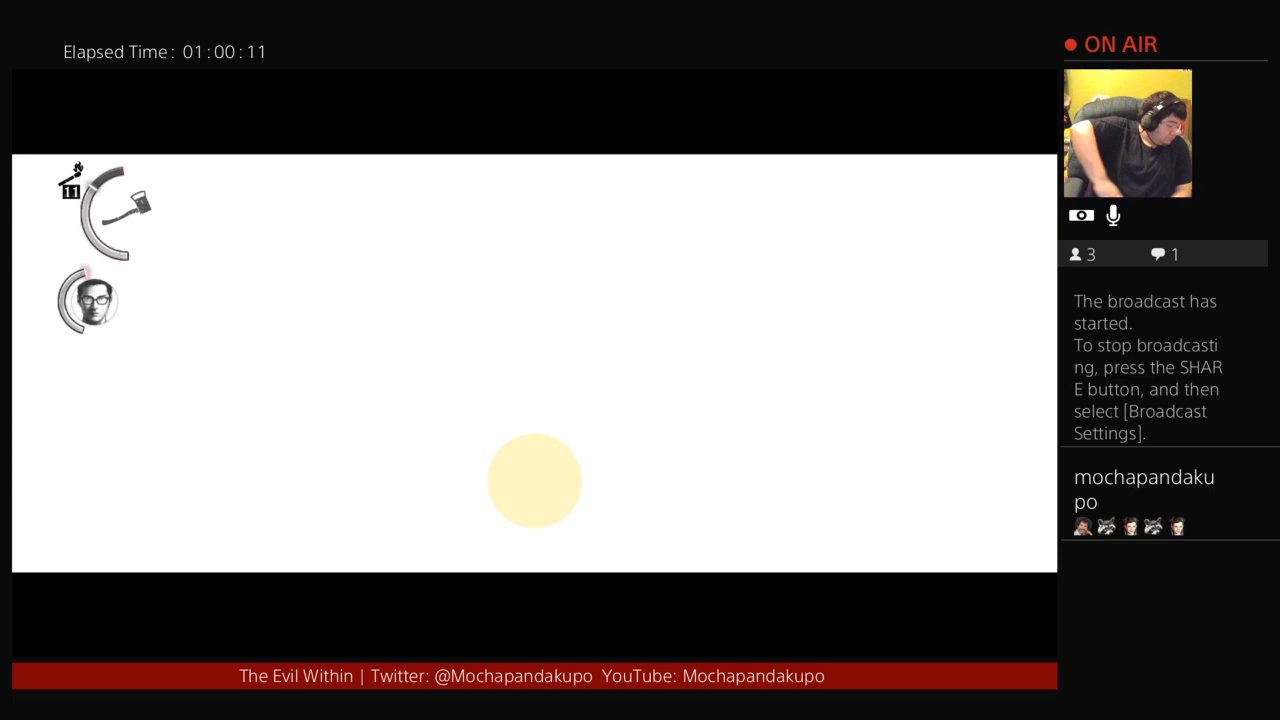 Elapsed Time: 01:00:11
ON AIR
11
3 1
The broadcast has
started.
To stop broadcasti
ng, press the SHAR
E button, and then
select [Broadcast
Settings].
mochapandaku
po
The Evil Within | Twitter: @Mochapandakupo YouTube: Mochapandakupo